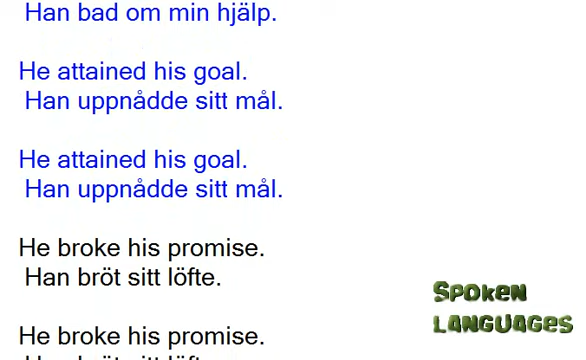 Han bad om min hjälp.
He attained his goal.
Han uppnådde sitt mål.
He attained his goal.
Han uppnådde sitt mål.
He broke his promise.
Han bröt sitt löfte.
He broke his promise.
Spoken
Languages